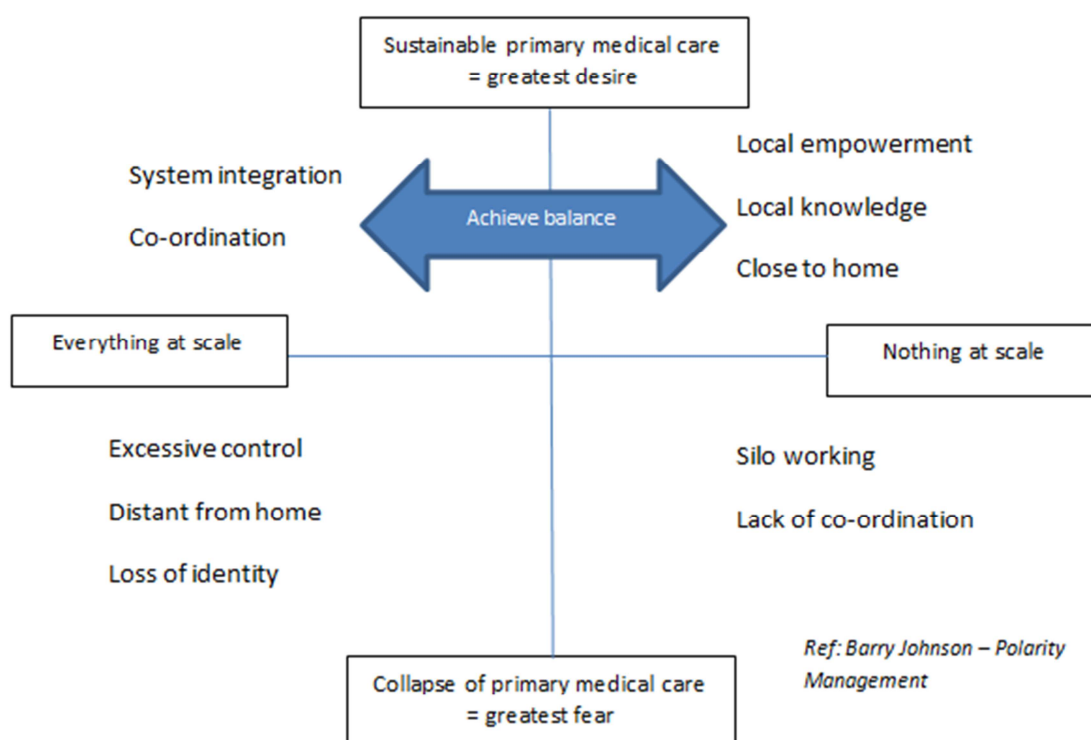 Sustainable primary medical care
= greatest desire
System integration
Co-ordination
Achieve balance
Local empowerment
Local knowledge
Close to home
Everything at scale
Nothing at scale
Excessive control
Distant from home
Loss of identity
Silo working
Lack of co-ordination
Ref: Barry Johnson – Polarity
Management
Collapse of primary medical care
= greatest fear